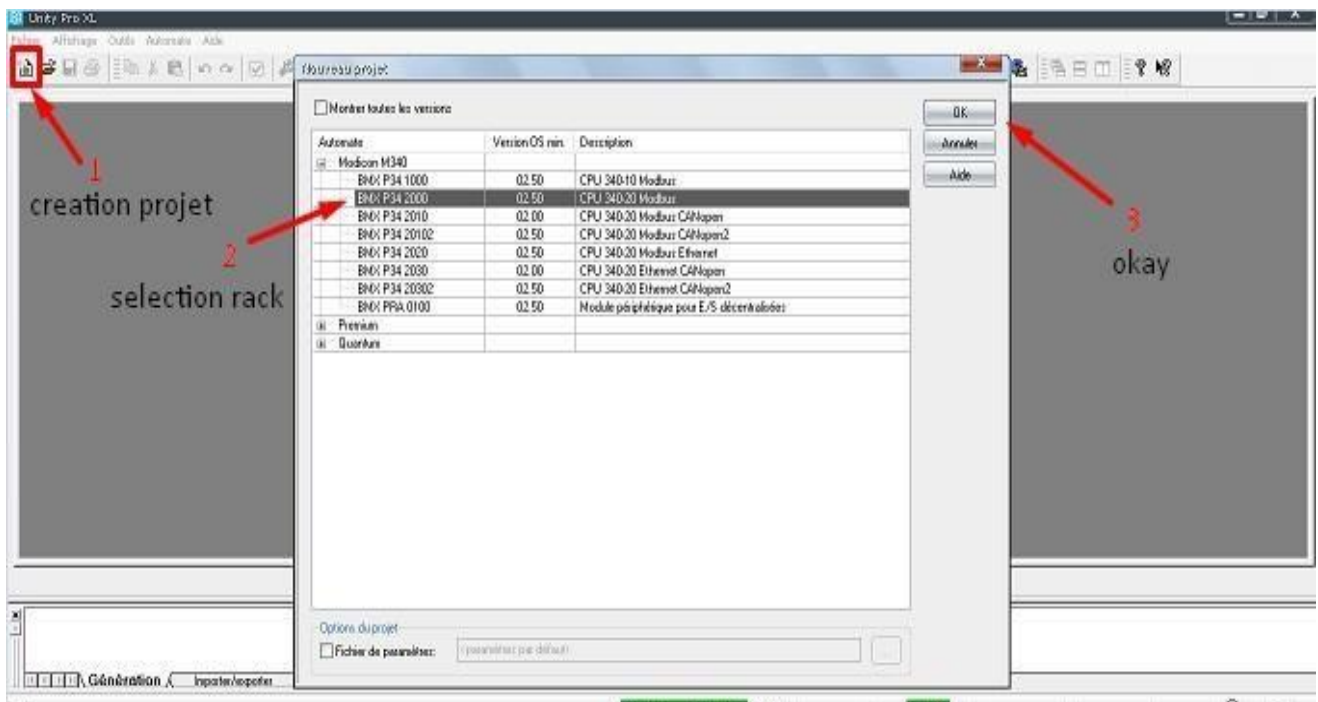 Unity Pro XL
Fichier Affichage Outils Automate Aide
Nouveau projet
Montrer toutes les versions
OK
Annuler
Aide
Automate Version OS min. Description
Modicon M340
BMX P34 1000 02.50 CPU 340-10 Modbus
BMX P34 2000 02.50 CPU 340-20 Modbus
BMX P34 2010 02.00 CPU 340-20 Modbus CANopen
BMX P34 20102 02.50 CPU 340-20 Modbus CANopen2
BMX P34 2020 02.50 CPU 340-20 Modbus Ethernet
BMX P34 2030 02.00 CPU 340-20 Ethernet CANopen
BMX P34 20302 02.50 CPU 340-20 Ethernet CANopen2
BMX PRA 0100 02.50 Module périphérique pour E/S décentralisées
Premium
Quantum
1
creation projet
2
selection rack
3
okay
Options du projet
Fichier de paramètres: <paramètres par défaut>
...
Génération Importer/exporter